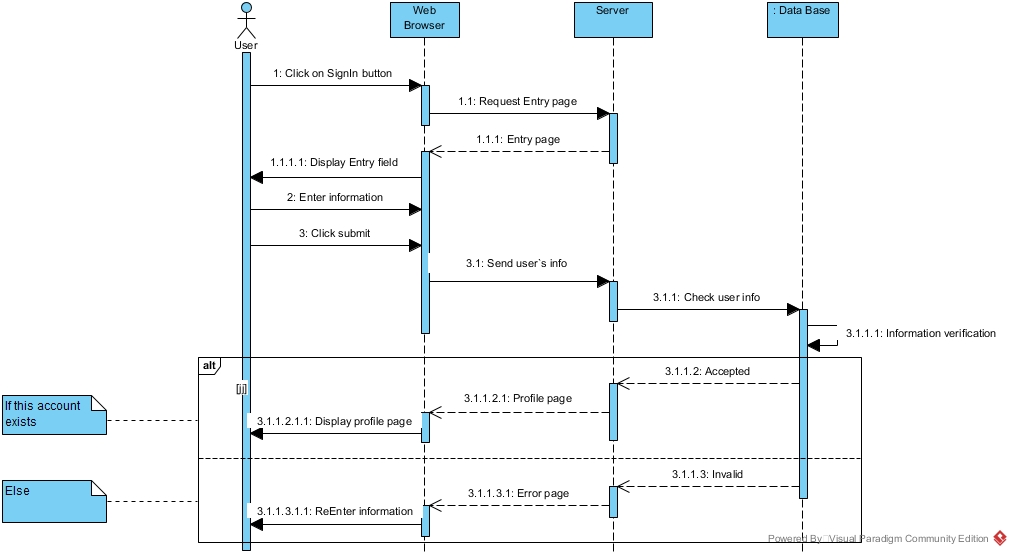 User
Web
Browser
Server
: Data Base
1: Click on SignIn button
1.1: Request Entry page
1.1.1: Entry page
1.1.1.1: Display Entry field
2: Enter information
3: Click submit
3.1: Send user`s info
3.1.1: Check user info
3.1.1.1: Information verification
alt
3.1.1.2: Accepted
3.1.1.2.1: Profile page
If this account
exists
3.1.1.2.1.1: Display profile page
3.1.1.3: Invalid
Else
3.1.1.3.1: Error page
3.1.1.3.1.1: ReEnter information
Powered By Visual Paradigm Community Edition